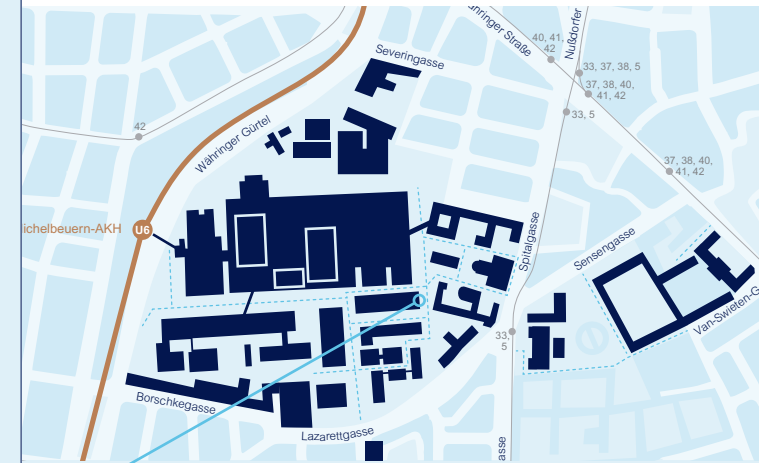 Severingasse
ähringer Straße
40, 41,
42
Nußdorfer
33, 37, 38, 5
37, 38, 40,
41, 42
33, 5
42
Währinger Gürtel
37, 38, 40,
41, 42
ichelbeuern-AKH
U6
Spitalgasse
Sensengasse
Van-Swieten-G
33,
5
Borschkegasse
Lazarettgasse
asse